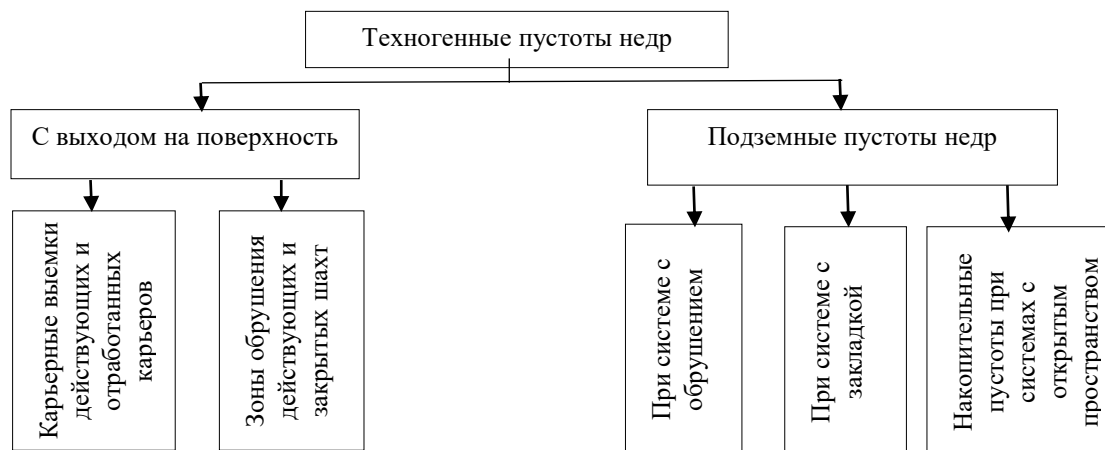 Техногенные пустоты недр
С выходом на поверхность
Подземные пустоты недр
Карьерные выемки
действующих и
отработанных
карьеров
Зоны обрушения
действующих и
закрытых шахт
При системе с
обрушением
При системе с
закладкой
Накопительные
пустоты при
системах с
открытым
пространством